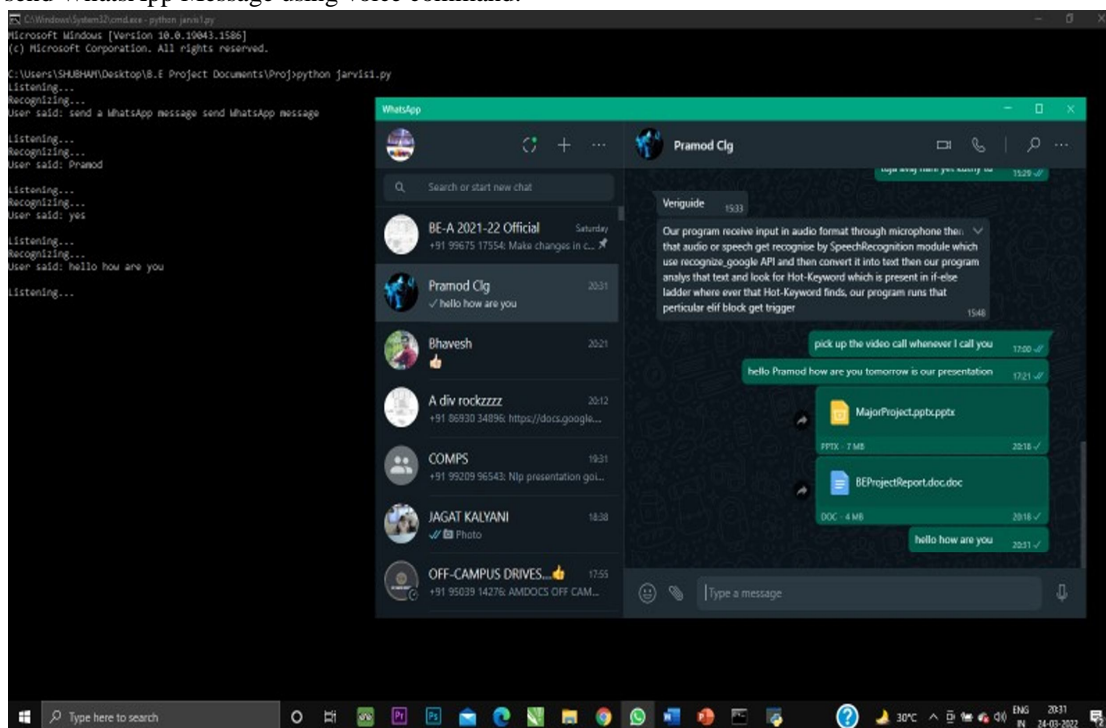 send WhatsApp Message using voice command.
C:\Windows\System32\cmd.exe - python jarvis1.py
Microsoft Windows [Version 10.0.19043.1586]
(c) Microsoft Corporation. All rights reserved.
C:\Users\SHUBHAM\Desktop\B.E Project Documents\Proj>python jarvis1.py
Listening...
Recognizing...
User said: send a WhatsApp message send WhatsApp message
Listening...
Recognizing...
User said: Pramod
Listening...
Recognizing...
User said: yes
Listening...
Recognizing...
User said: hello how are you
Listening...
WhatsApp
Search or start new chat
BE-A 2021-22 Official Saturday
+91 99675 17554: Make changes in c...
Pramod Clg 20:31
✓ hello how are you
Bhavesh 20:21
👍🏻
A div rockzzzz 20:12
+91 86930 34896: https://docs.google...
COMPS 19:31
+91 99209 96543: Nlp presentation goi...
JAGAT KALYANI 18:38
Photo
OFF-CAMPUS DRIVES...👍 17:55
+91 95039 14276: AMDOCS OFF CAM...
Pramod Clg
15:29
Veriguide 15:33
Our program receive input in audio format through microphone then
that audio or speech get recognise by SpeechRecognition module which
use recognize_google API and then convert it into text then our program
analys that text and look for Hot-Keyword which is present in if-else
ladder where ever that Hot-Keyword finds, our program runs that
perticular elif block get trigger
15:48
pick up the video call whenever I call you 17:00
hello Pramod how are you tomorrow is our presentation 17:21
MajorProject.pptx.pptx
PPTX · 7 MB 20:18
BEProjectReport.doc.doc
DOC · 4 MB 20:18
hello how are you 20:31
Type a message
Type here to search
30°C ENG 20:31
24-03-2022